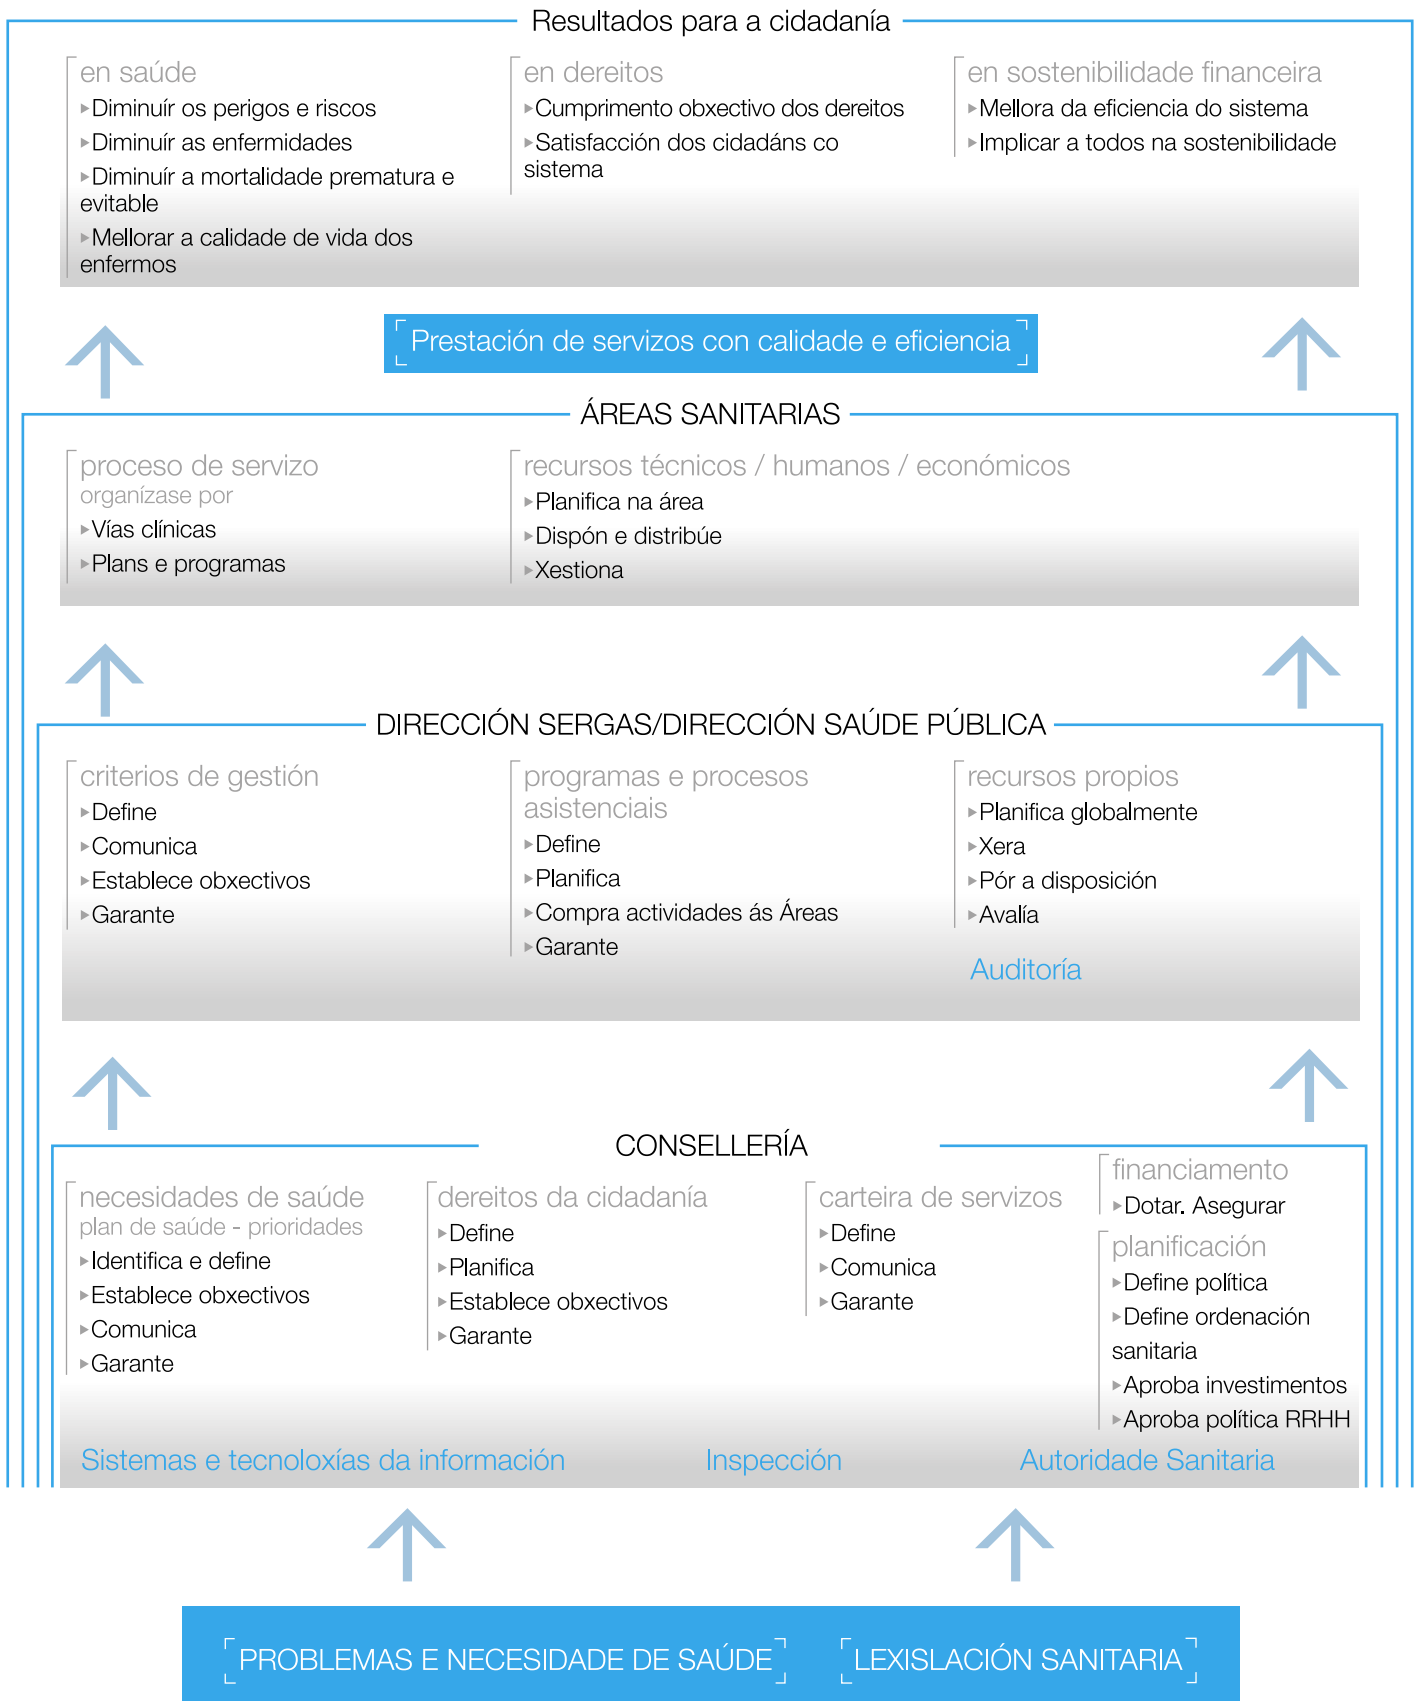 Resultados para a cidadanía
en saúde
▸Diminuír os perigos e riscos
▸Diminuír as enfermidades
▸Diminuír a mortalidade prematura e
evitable
▸Mellorar a calidade de vida dos
enfermos
en dereitos
▸Cumprimento obxectivo dos dereitos
▸Satisfacción dos cidadáns co
sistema
en sostenibilidade financeira
▸Mellora da eficiencia do sistema
▸Implicar a todos na sostenibilidade
Prestación de servizos con calidade e eficiencia
ÁREAS SANITARIAS
proceso de servizo
organízase por
▸Vías clínicas
▸Plans e programas
recursos técnicos / humanos / económicos
▸Planifica na área
▸Dispón e distribúe
▸Xestiona
DIRECCIÓN SERGAS/DIRECCIÓN SAÚDE PÚBLICA
criterios de gestión
▸Define
▸Comunica
▸Establece obxectivos
▸Garante
programas e procesos
asistenciais
▸Define
▸Planifica
▸Compra actividades ás Áreas
▸Garante
recursos propios
▸Planifica globalmente
▸Xera
▸Pór a disposición
▸Avalía
Auditoría
CONSELLERÍA
necesidades de saúde
plan de saúde - prioridades
▸Identifica e define
▸Establece obxectivos
▸Comunica
▸Garante
dereitos da cidadanía
▸Define
▸Planifica
▸Establece obxectivos
▸Garante
carteira de servizos
▸Define
▸Comunica
▸Garante
financiamento
▸Dotar. Asegurar
planificación
▸Define política
▸Define ordenación
sanitaria
▸Aproba investimentos
▸Aproba política RRHH
Sistemas e tecnoloxías da información
Inspección
Autoridade Sanitaria
PROBLEMAS E NECESIDADE DE SAÚDE
LEXISLACIÓN SANITARIA